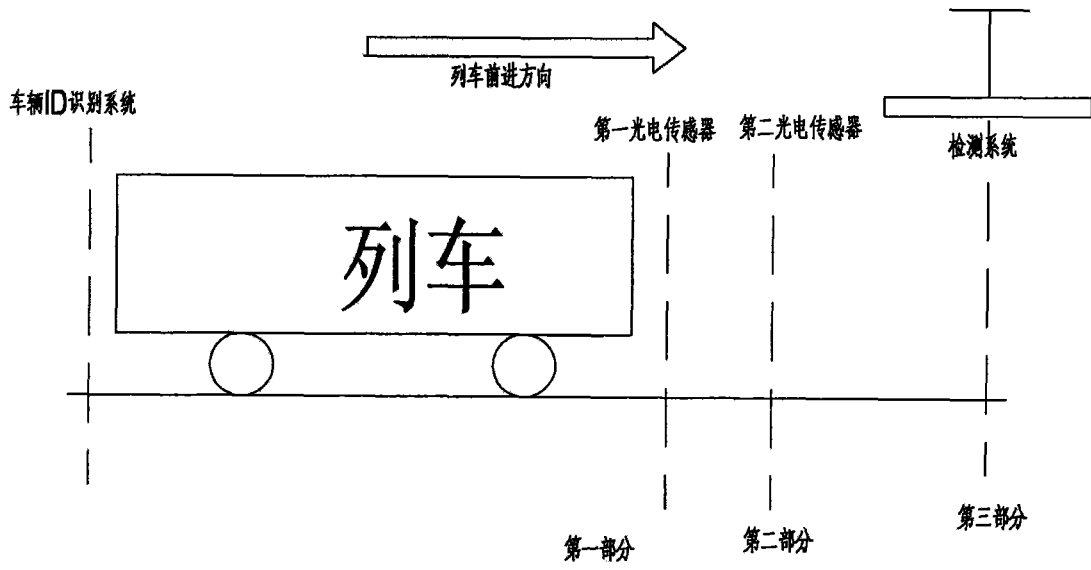 列车前进方向
车辆ID识别系统
第一光电传感器
第二光电传感器
检测系统
列车
第一部分
第二部分
第三部分